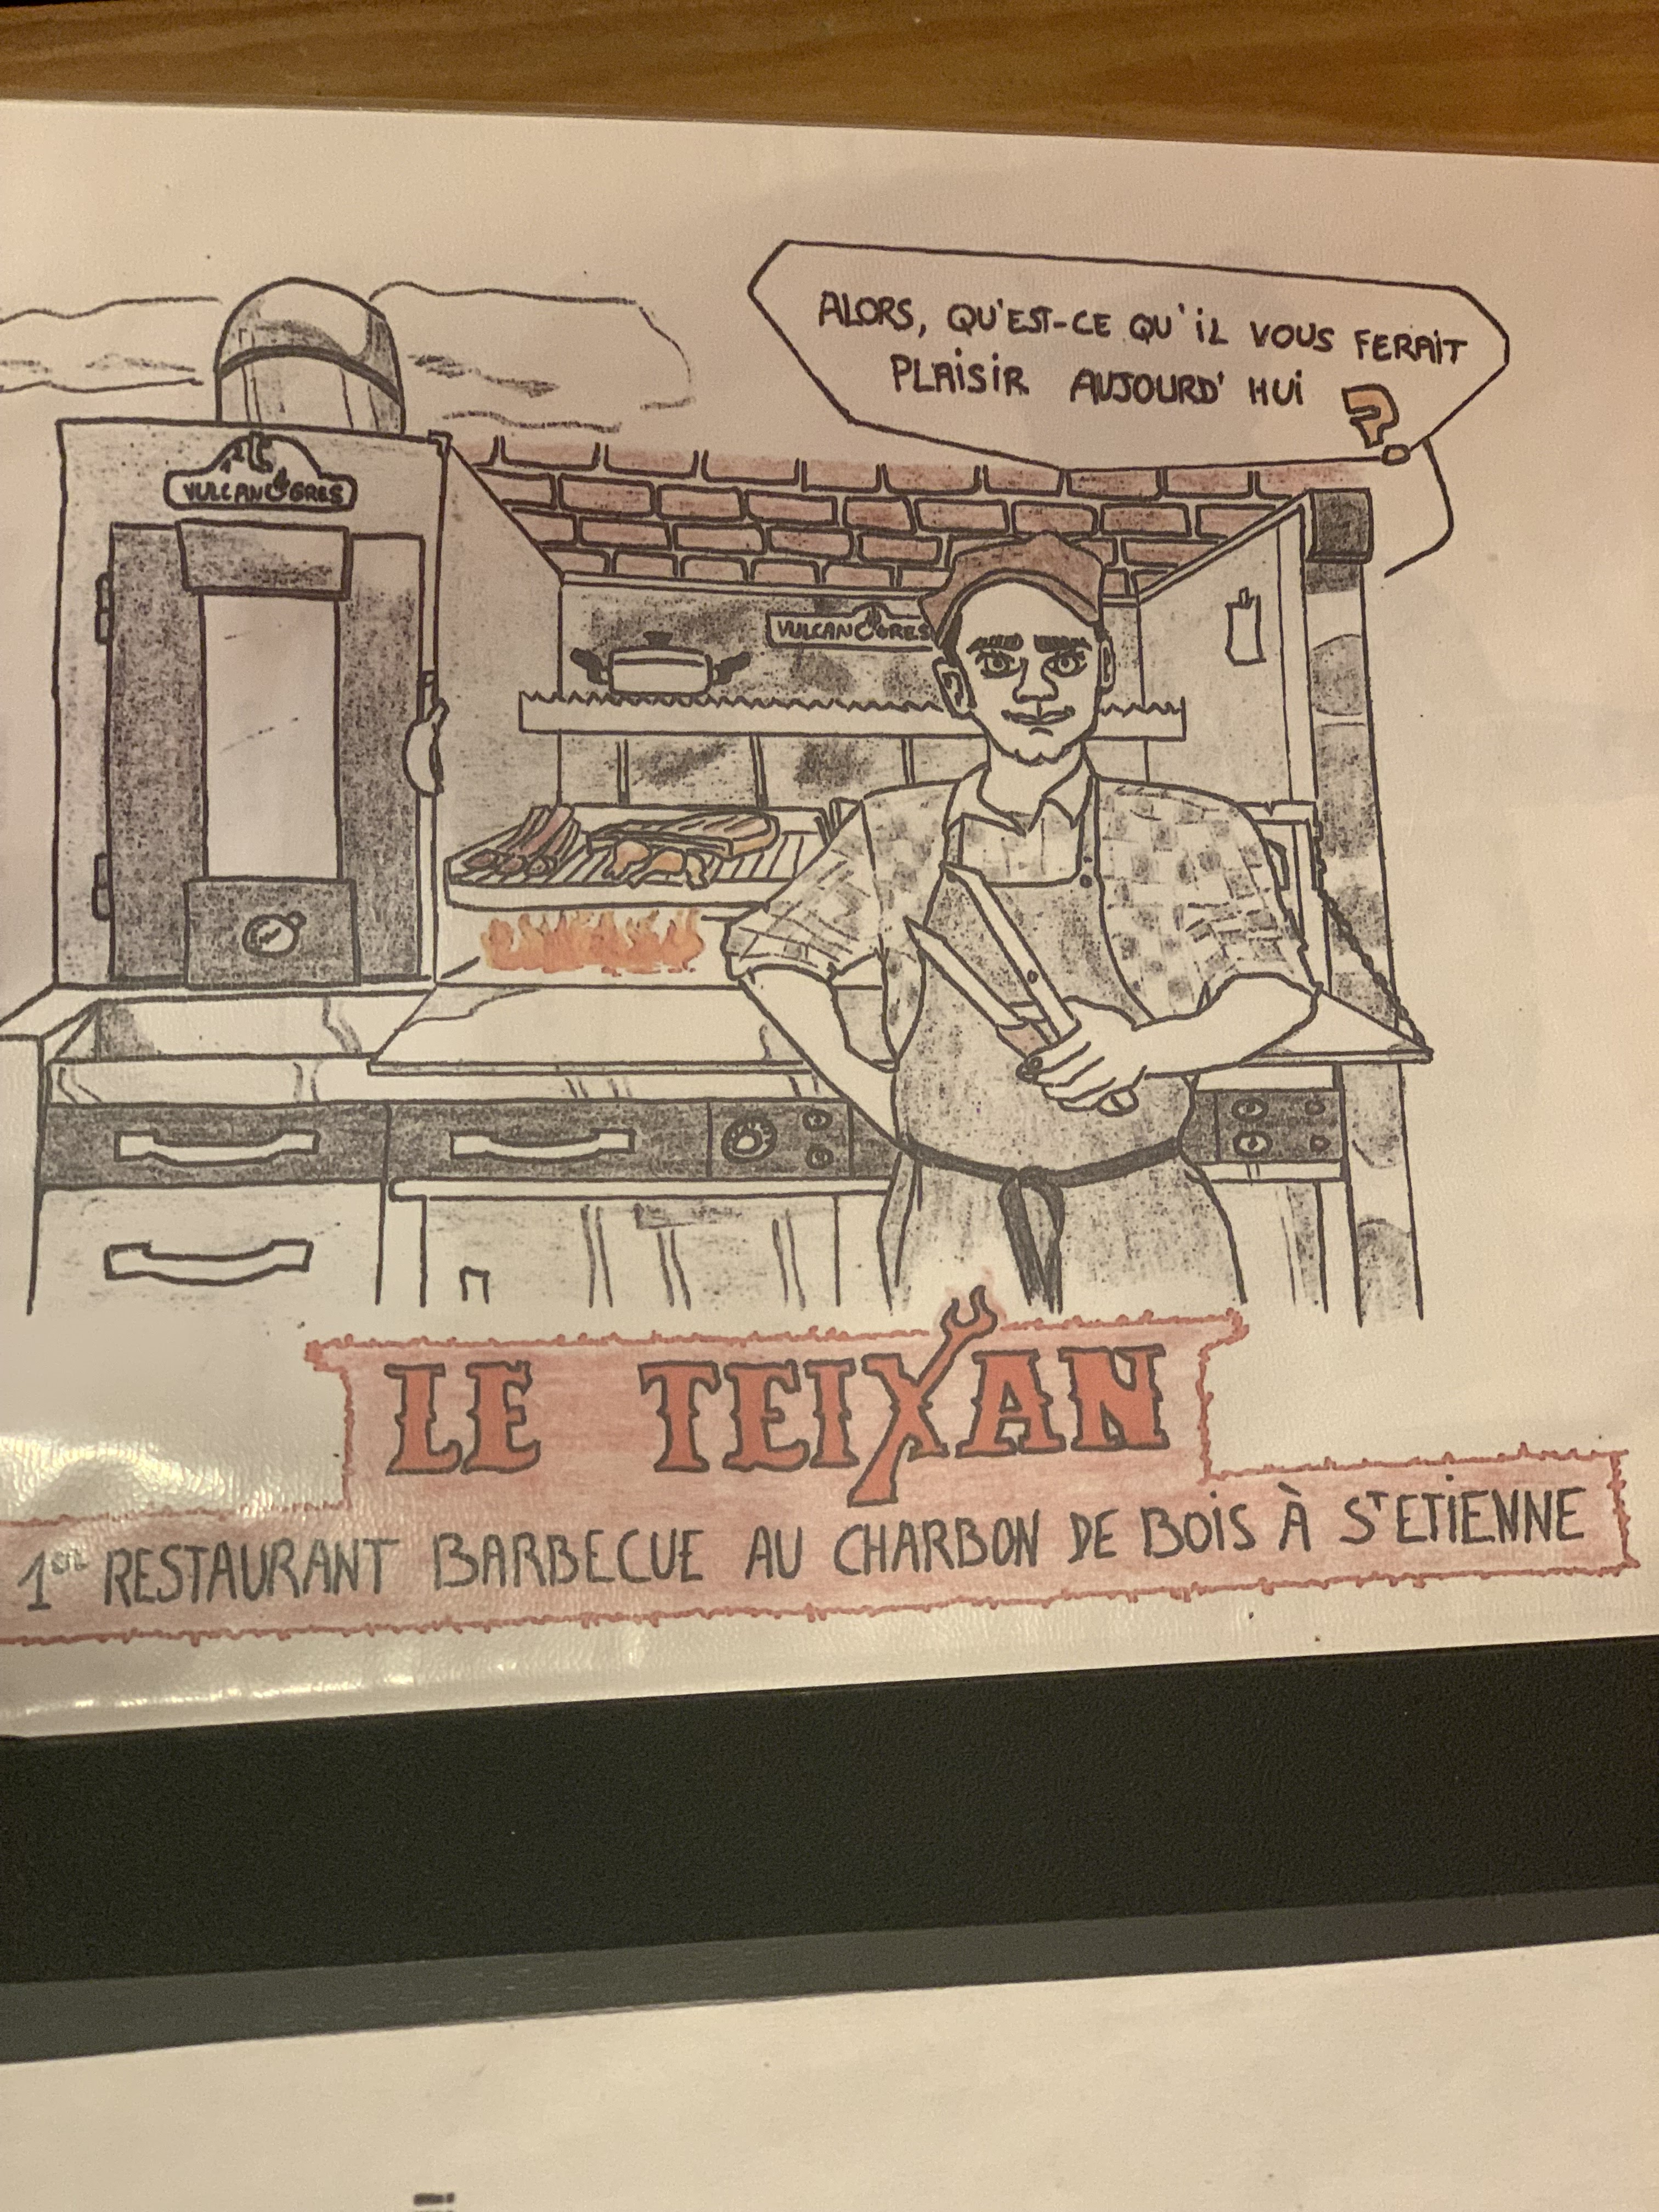 ALORS, QU'EST-CE QU'IL VOUS FERAIT
PLAISIR AUJOURD'HUI ?
VULCANOGRES
VULCANOGRES
LE TEIXAN
1er RESTAURANT BARBECUE AU CHARBON DE BOIS À ST ETIENNE